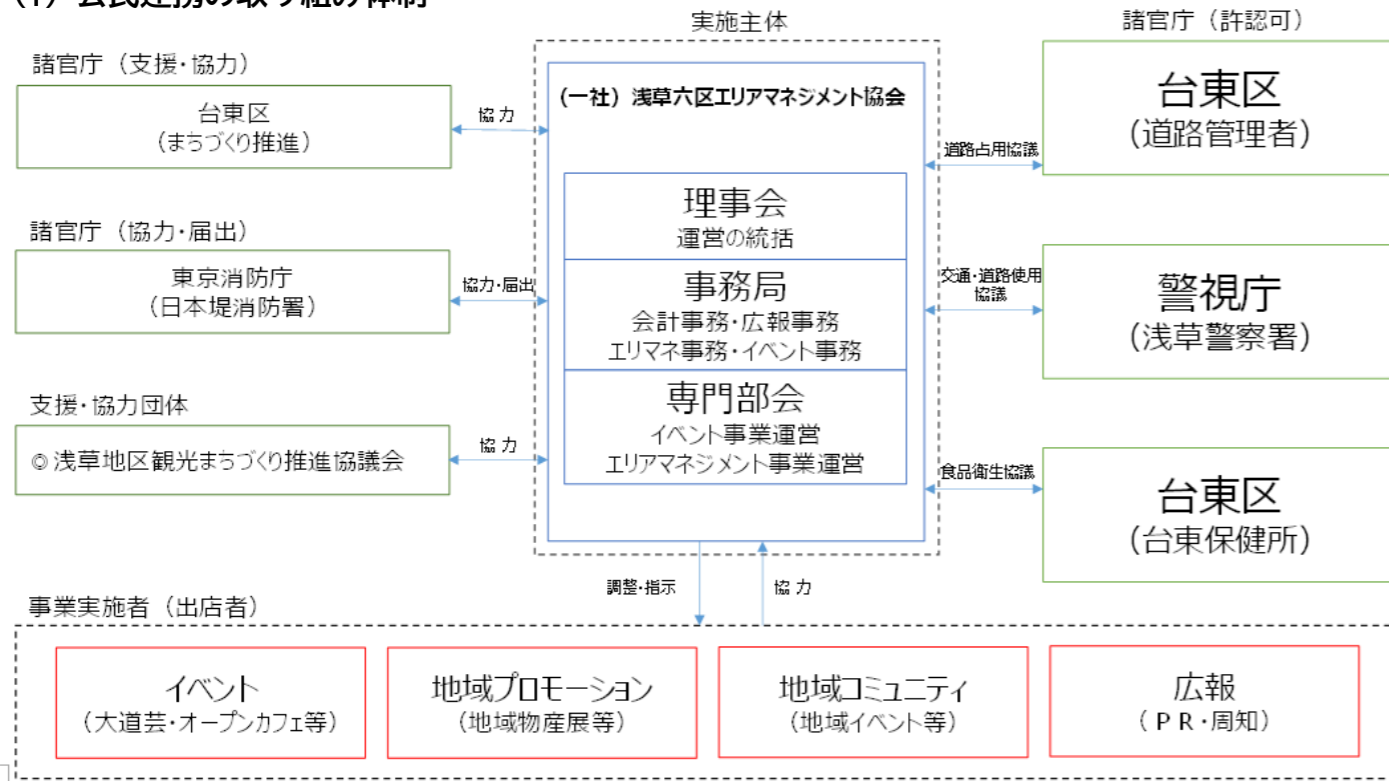 （1）公民連携の取り組み体制
実施主体
諸官庁（許認可）
諸官庁（支援・協力）
台東区
（まちづくり推進）
協 力
（一社）浅草六区エリアマネジメント協会
台東区
（道路管理者）
道路占用協議
理事会
運営の統括
諸官庁（協力・届出）
東京消防庁
（日本堤消防署）
協力・届出
事務局
会計事務・広報事務
エリマネ事務・イベント事務
交通・道路使用
協議
警視庁
（浅草警察署）
支援・協力団体
◎浅草地区観光まちづくり推進協議会
協 力
専門部会
イベント事業運営
エリアマネジメント事業運営
食品衛生協議
台東区
（台東保健所）
調整・指示
協 力
事業実施者（出店者）
イベント
（大道芸・オープンカフェ等）
地域プロモーション
（地域物産展等）
地域コミュニティ
（地域イベント等）
広報
（ＰＲ・周知）